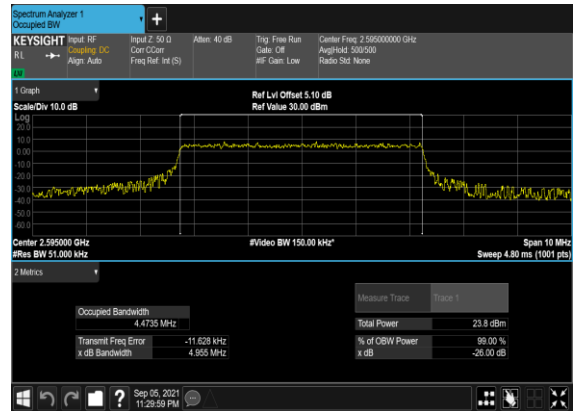 Spectrum Analyzer 1
Occupied BW
+
KEYSIGHT Input: RF Input Z: 50 Ω Atten: 40 dB Trig: Free Run Center Freq: 2.595000000 GHz
RL Coupling: DC Corr CCorr Gate: Off Avg|Hold: 500/500
Align: Auto Freq Ref: Int (S) #IF Gain: Low Radio Std: None
1 Graph
Ref Lvl Offset 5.10 dB
Scale/Div 10.0 dB Ref Value 30.00 dBm
Log
20.0
10.0
0.00
-10.0
-20.0
-30.0
-40.0
-50.0
-60.0
Center 2.595000 GHz #Video BW 150.00 kHz* Span 10 MHz
#Res BW 51.000 kHz Sweep 4.80 ms (1001 pts)
2 Metrics
Measure Trace Trace 1
Occupied Bandwidth
4.4735 MHz
Total Power 23.8 dBm
Transmit Freq Error -11.628 kHz % of OBW Power 99.00 %
x dB Bandwidth 4.955 MHz x dB -26.00 dB
? Sep 05, 2021
11:29:59 PM